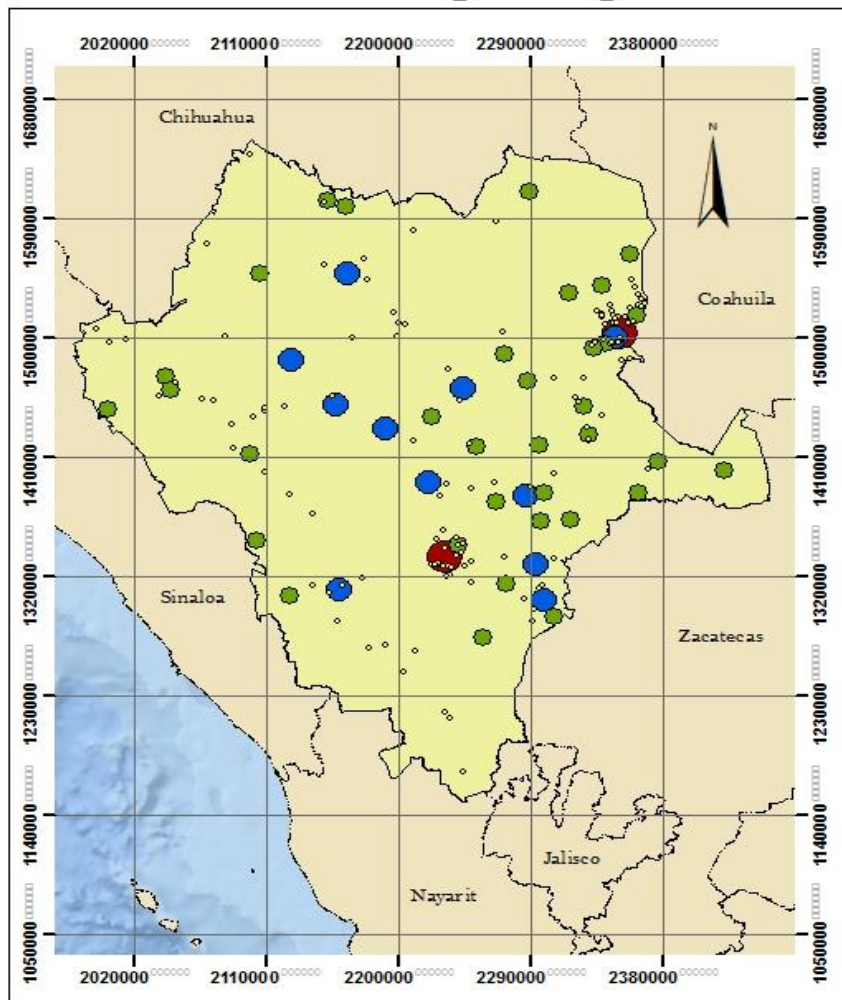 2020000 2110000 2200000 2290000 2380000
N
1680000 1680000
Chihuahua
1590000 1590000
Coahuila
1500000 1500000
1410000 1410000
1320000 1320000
Sinaloa
Zacatecas
1230000 1230000
1140000 1140000
Jalisco
Nayarit
1050000 1050000
2020000 2110000 2200000 2290000 2380000